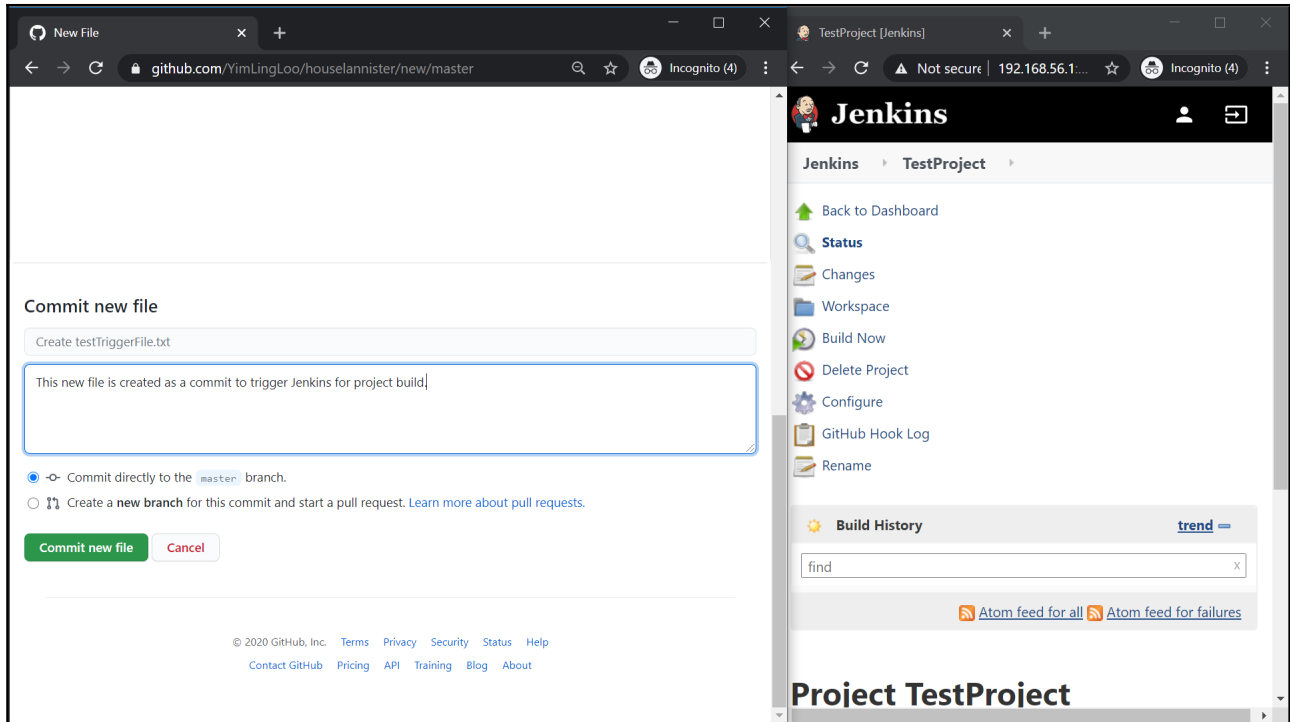 New File
github.com/YimLingLoo/houselannister/new/master
Incognito (4)
Commit new file
Create testTriggerFile.txt
This new file is created as a commit to trigger Jenkins for project build.
Commit directly to the master branch.
Create a new branch for this commit and start a pull request. Learn more about pull requests.
Commit new file Cancel
© 2020 GitHub, Inc. Terms Privacy Security Status Help
Contact GitHub Pricing API Training Blog About
TestProject [Jenkins]
Not secure 192.168.56.1:...
Incognito (4)
Jenkins
Jenkins TestProject
Back to Dashboard
Status
Changes
Workspace
Build Now
Delete Project
Configure
GitHub Hook Log
Rename
Build History trend
find x
Atom feed for all Atom feed for failures
Project TestProject